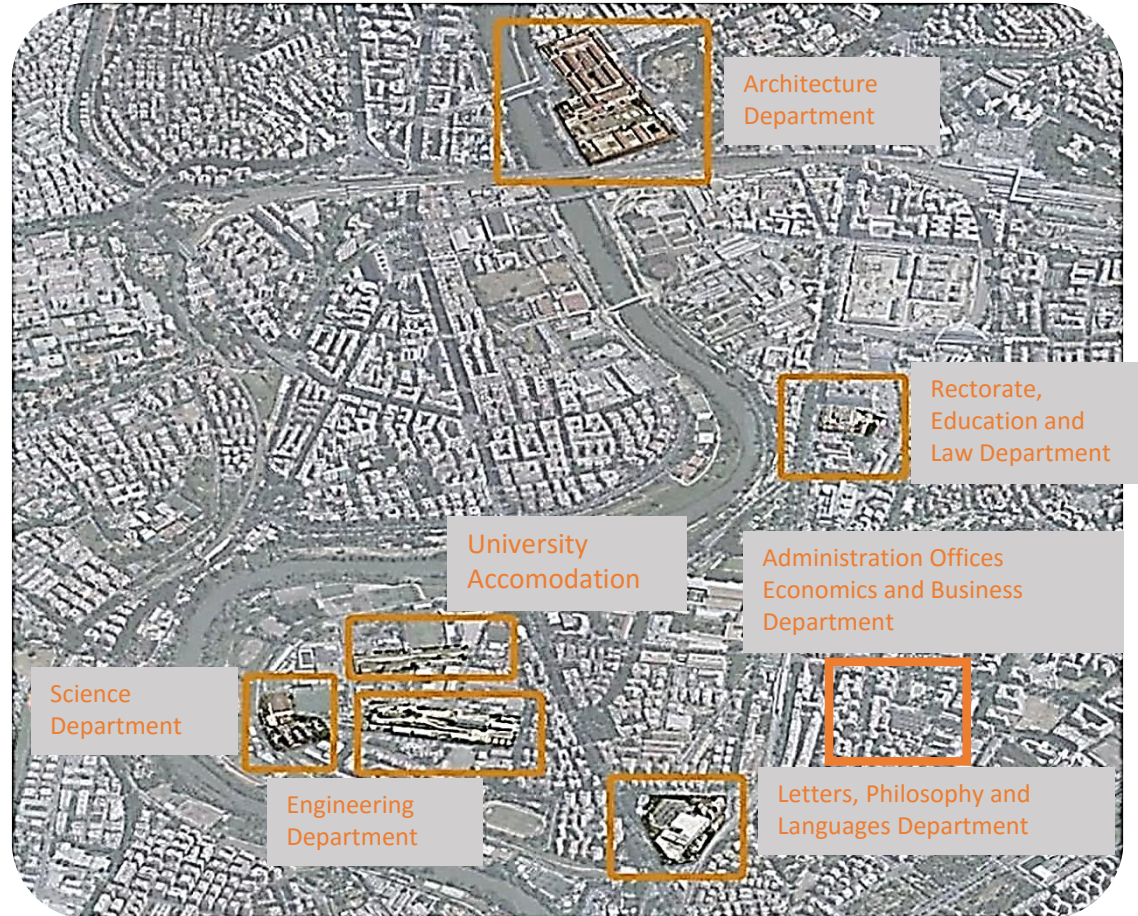 Architecture
Department
Rectorate,
Education and
Law Department
University
Accomodation
Administration Offices
Economics and Business
Department
Science
Department
Engineering
Department
Letters, Philosophy and
Languages Department